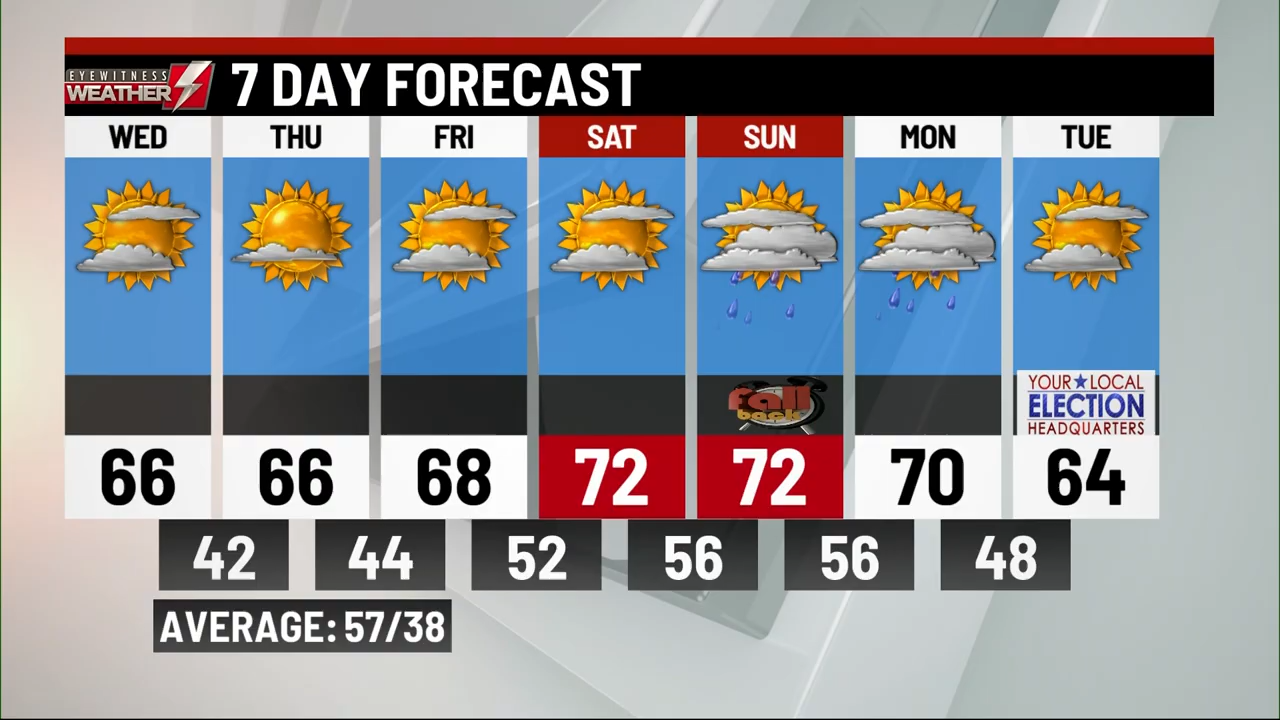 EYEWITNESS
WEATHER
7 DAY FORECAST
WED THU FRI SAT SUN MON TUE
fall
back
YOUR LOCAL
ELECTION
HEADQUARTERS
66 66 68 72 72 70 64
42 44 52 56 56 48
AVERAGE: 57/38